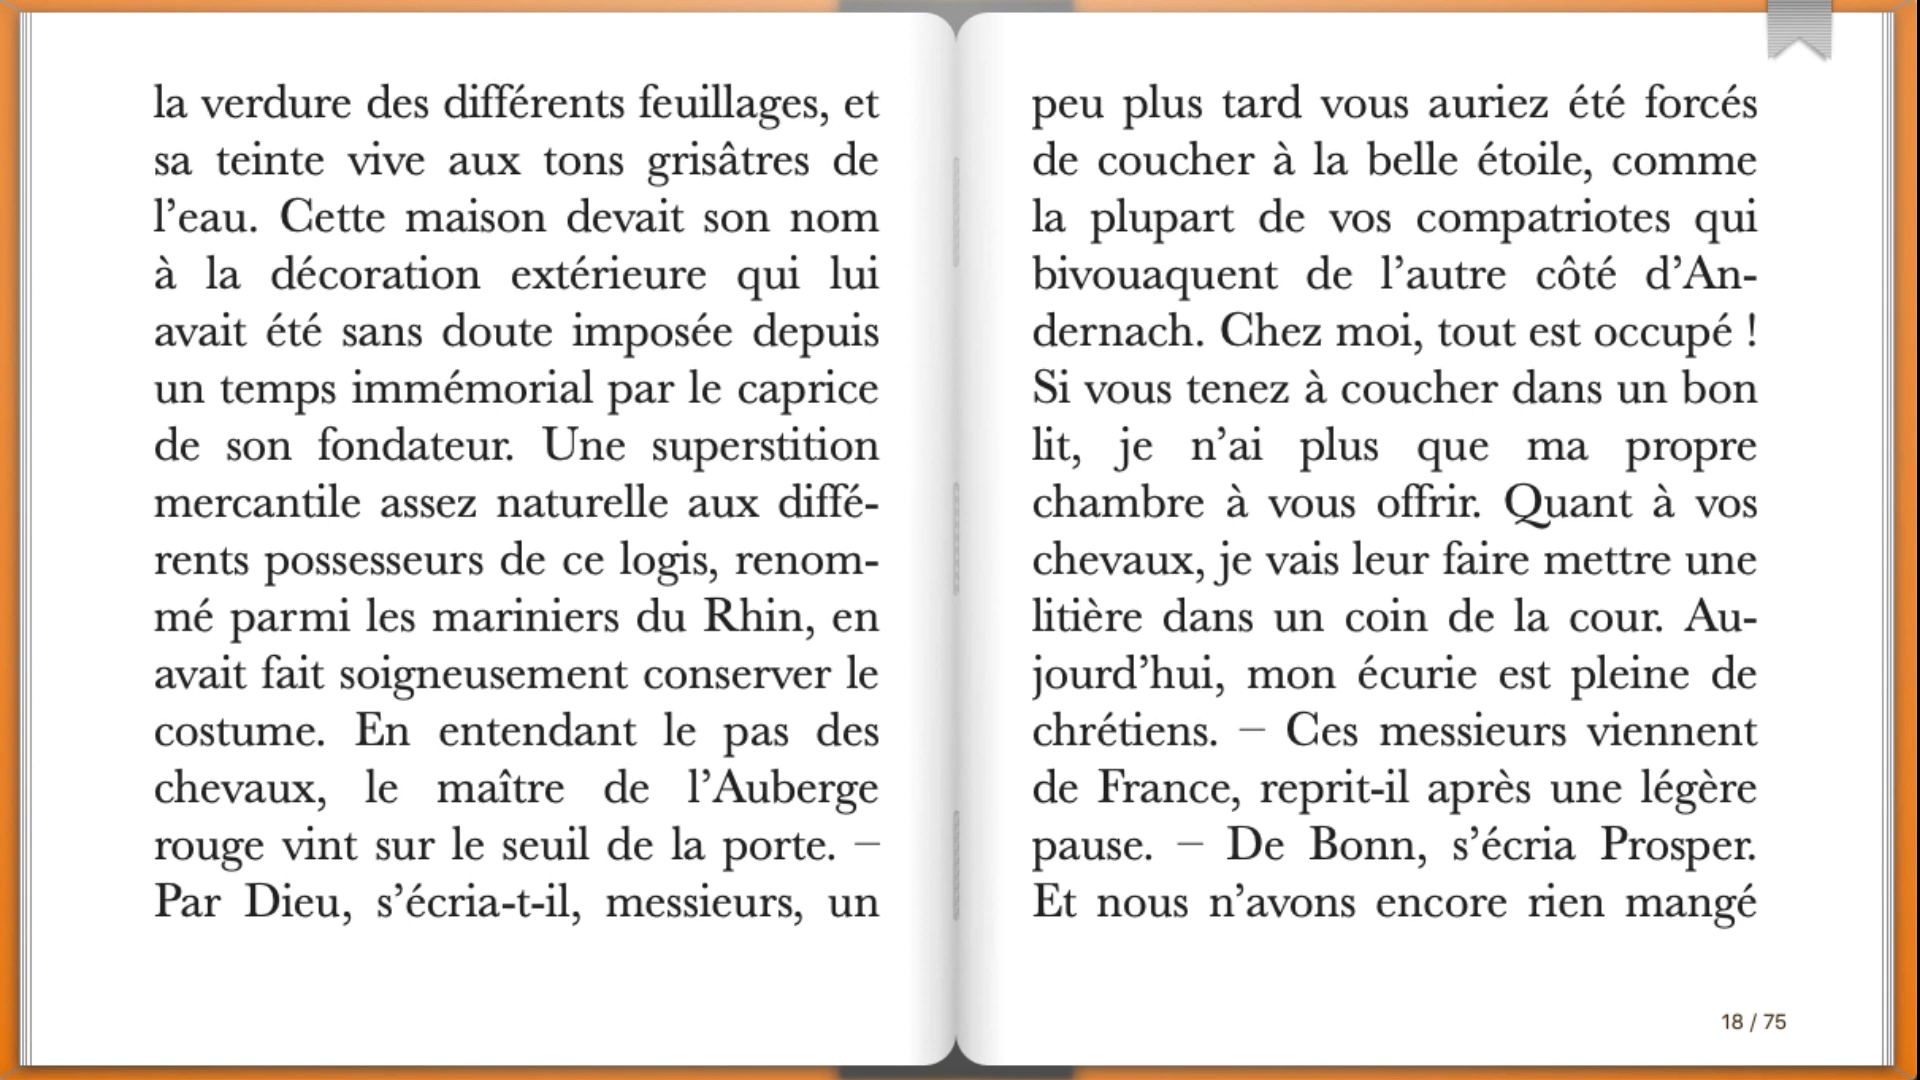 la verdure des différents feuillages, et
sa teinte vive aux tons grisâtres de
l’eau. Cette maison devait son nom
à la décoration extérieure qui lui
avait été sans doute imposée depuis
un temps immémorial par le caprice
de son fondateur. Une superstition
mercantile assez naturelle aux diffé-
rents possesseurs de ce logis, renom-
mé parmi les mariniers du Rhin, en
avait fait soigneusement conserver le
costume. En entendant le pas des
chevaux, le maître de l’Auberge
rouge vint sur le seuil de la porte. –
Par Dieu, s’écria-t-il, messieurs, un
peu plus tard vous auriez été forcés
de coucher à la belle étoile, comme
la plupart de vos compatriotes qui
bivouaquent de l’autre côté d’An-
dernach. Chez moi, tout est occupé !
Si vous tenez à coucher dans un bon
lit, je n’ai plus que ma propre
chambre à vous offrir. Quant à vos
chevaux, je vais leur faire mettre une
litière dans un coin de la cour. Au-
jourd’hui, mon écurie est pleine de
chrétiens. – Ces messieurs viennent
de France, reprit-il après une légère
pause. – De Bonn, s’écria Prosper.
Et nous n’avons encore rien mangé
18 / 75